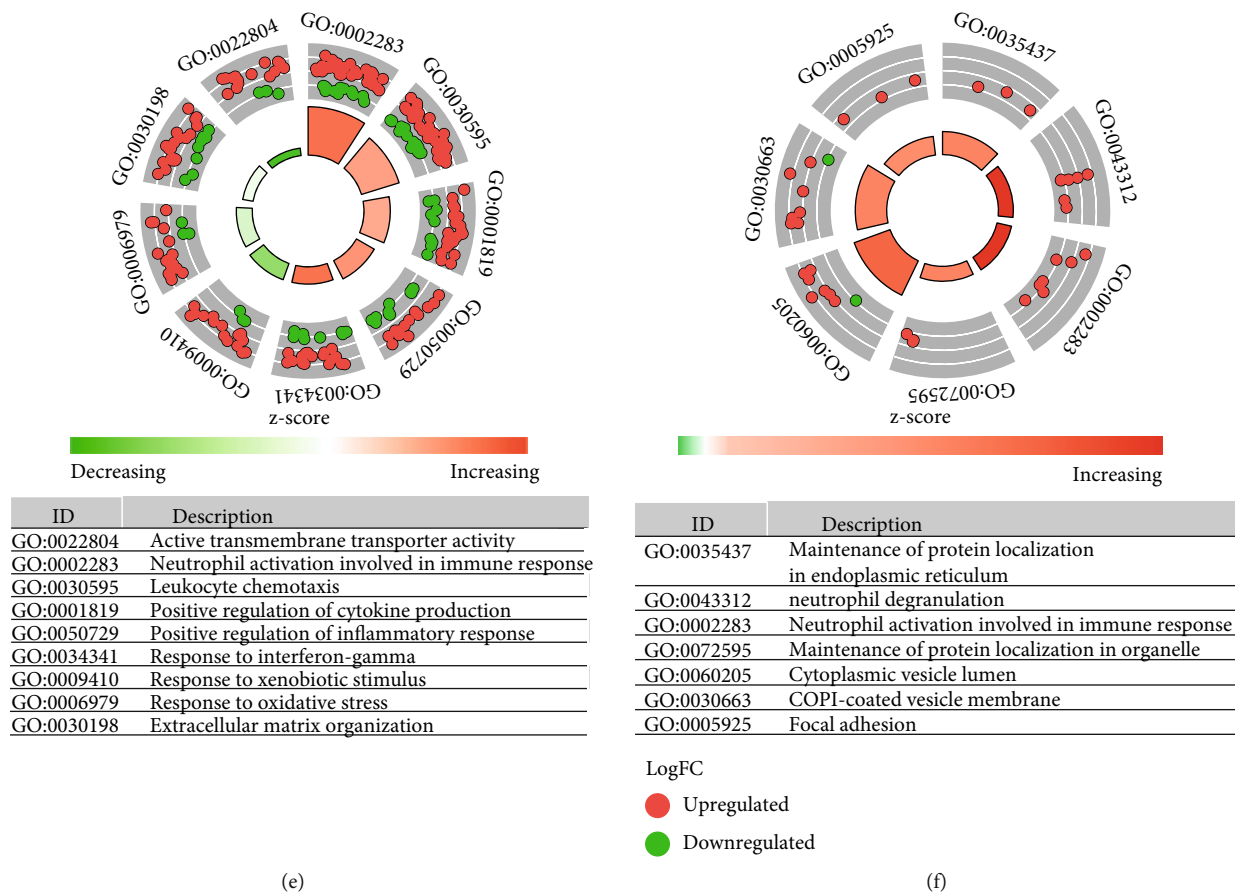 GO:0022804
GO:0002283
GO:0030595
GO:0001819
GO:0050729
GO:0034341
GO:0009410
GO:0006979
GO:0030198
z-score
Decreasing
Increasing
ID Description
GO:0022804 Active transmembrane transporter activity
GO:0002283 Neutrophil activation involved in immune response
GO:0030595 Leukocyte chemotaxis
GO:0001819 Positive regulation of cytokine production
GO:0050729 Positive regulation of inflammatory response
GO:0034341 Response to interferon-gamma
GO:0009410 Response to xenobiotic stimulus
GO:0006979 Response to oxidative stress
GO:0030198 Extracellular matrix organization
(e)
GO:0005925
GO:0035437
GO:0043312
GO:0002283
GO:0072595
GO:0060205
GO:0030663
z-score
Increasing
ID Description
GO:0035437 Maintenance of protein localization
in endoplasmic reticulum
GO:0043312 neutrophil degranulation
GO:0002283 Neutrophil activation involved in immune response
GO:0072595 Maintenance of protein localization in organelle
GO:0060205 Cytoplasmic vesicle lumen
GO:0030663 COPI-coated vesicle membrane
GO:0005925 Focal adhesion
LogFC
Upregulated
Downregulated
(f)